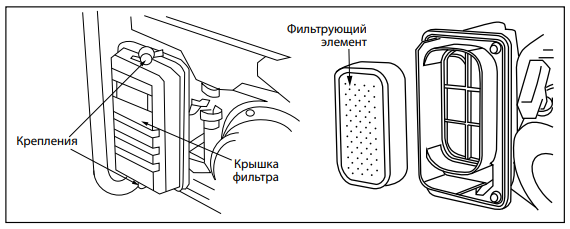 Фильтрующий
элемент
Крепления
Крышка
фильтра